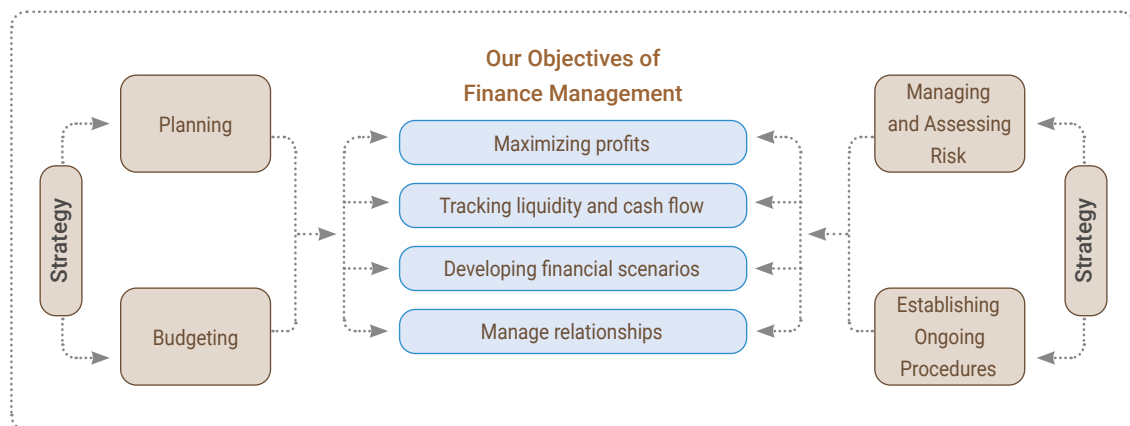 Our Objectives of
Finance Management
Strategy
Planning
Budgeting
Maximizing profits
Tracking liquidity and cash flow
Developing financial scenarios
Manage relationships
Managing
and Assessing
Risk
Establishing
Ongoing
Procedures
Strategy